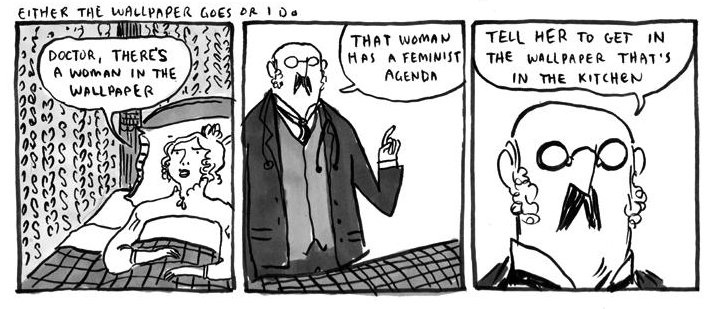 EITHER THE WALLPAPER GOES OR I DO
DOCTOR, THERE'S
A WOMAN IN THE
WALLPAPER
THAT WOMAN
HAS A FEMINIST
AGENDA
TELL HER TO GET IN
THE WALLPAPER THAT'S
IN THE KITCHEN